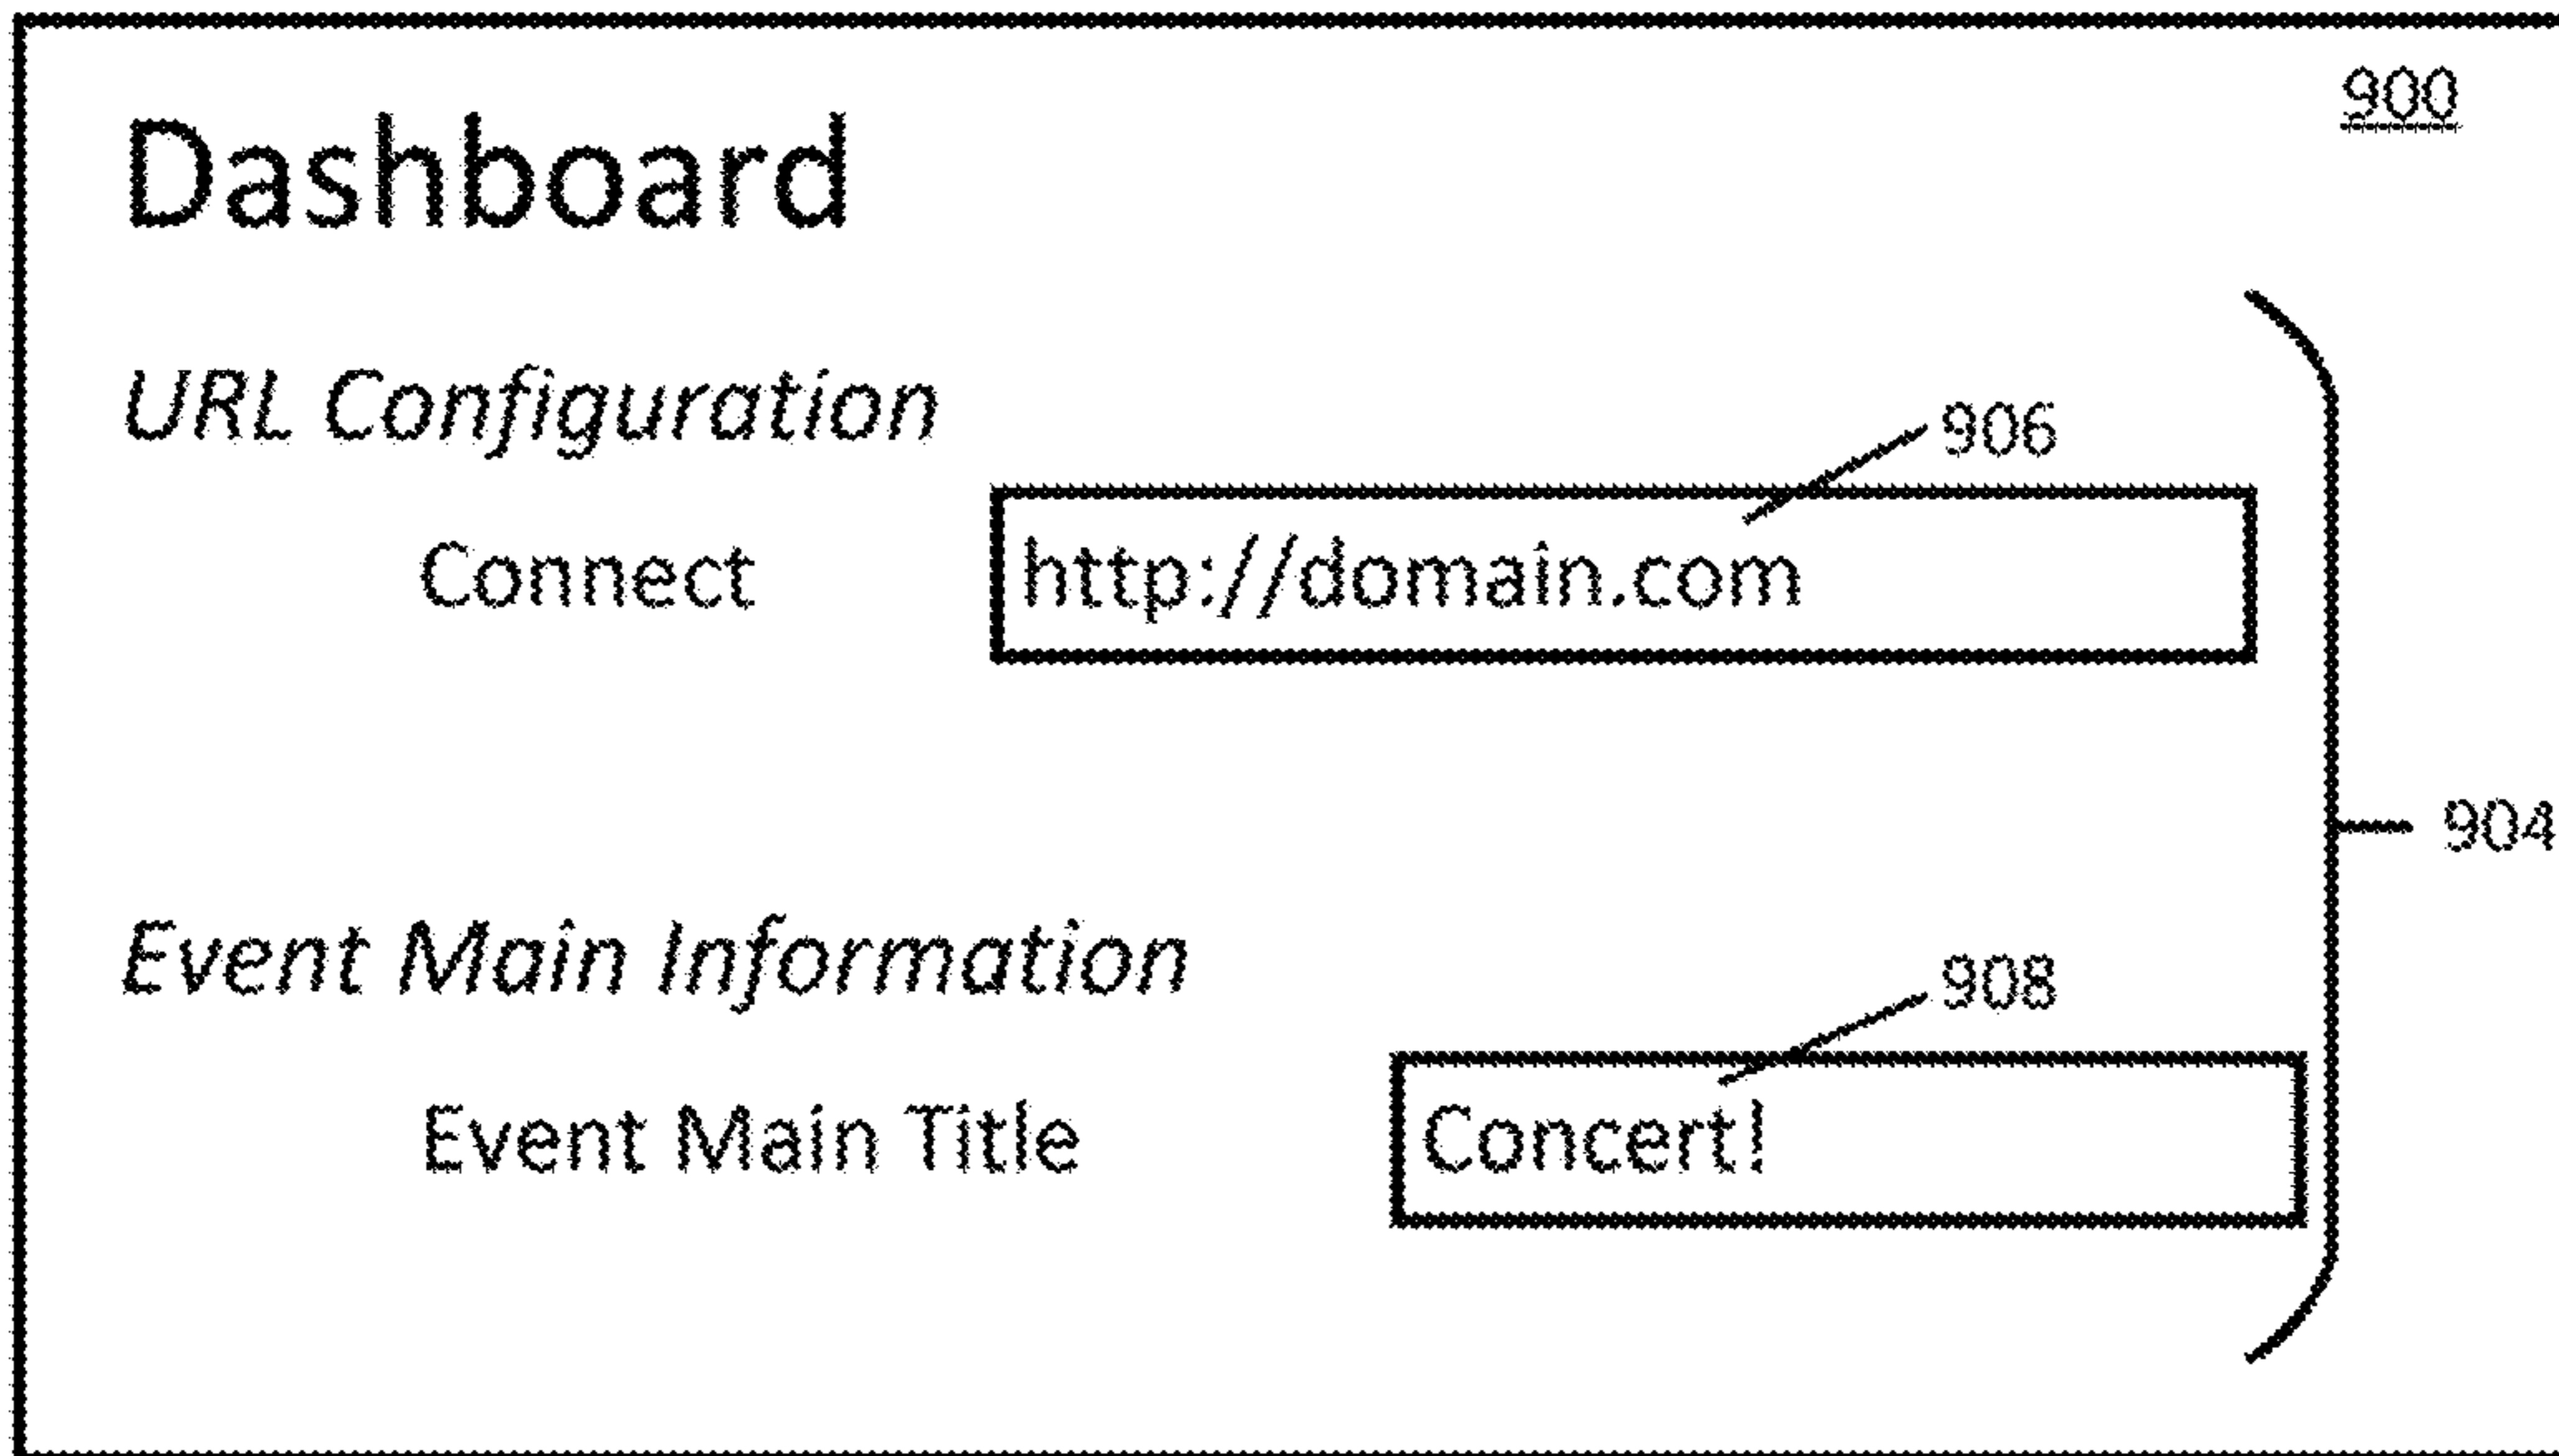 900
Dashboard
URL Configuration
906
Connect http://domain.com
904
Event Main Information
908
Event Main Title Concert!